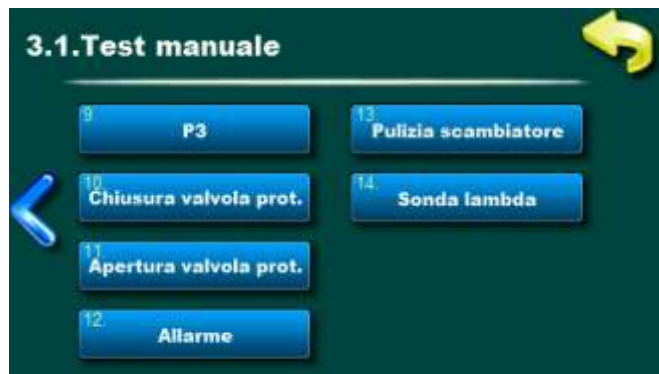 3.1.Test manuale
9.
P3
10.
Chiusura valvola prot.
11.
Apertura valvola prot.
12.
Allarme
13.
Pulizia scambiatore
14.
Sonda lambda